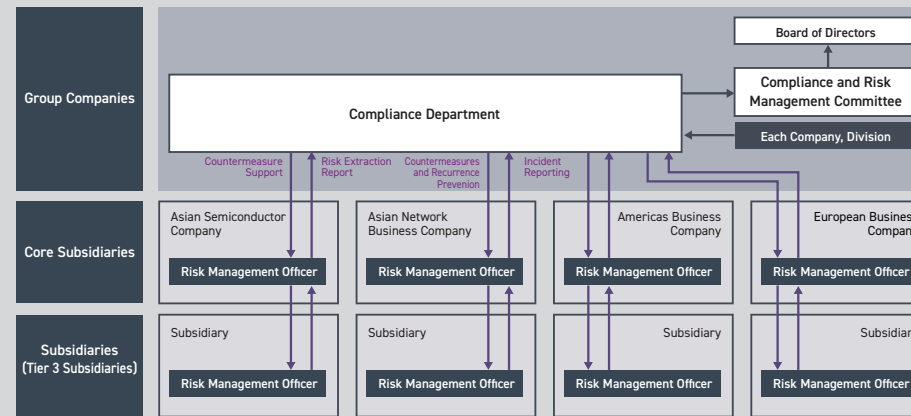 Board of Directors
Group Companies
Compliance Department
Compliance and Risk
Management Committee
Each Company, Division
Countermeasure
Support
Risk Extraction
Report
Countermeasures
and Recurrence
Prevenion
Incident
Reporting
Core Subsidiaries
Asian Semiconductor
Company
Asian Network
Business Company
Americas Business
Company
European Business
Company
Risk Management Officer
Risk Management Officer
Risk Management Officer
Risk Management Officer
Subsidiaries
(Tier 3 Subsidiaries)
Subsidiary
Subsidiary
Subsidiary
Subsidiary
Risk Management Officer
Risk Management Officer
Risk Management Officer
Risk Management Officer